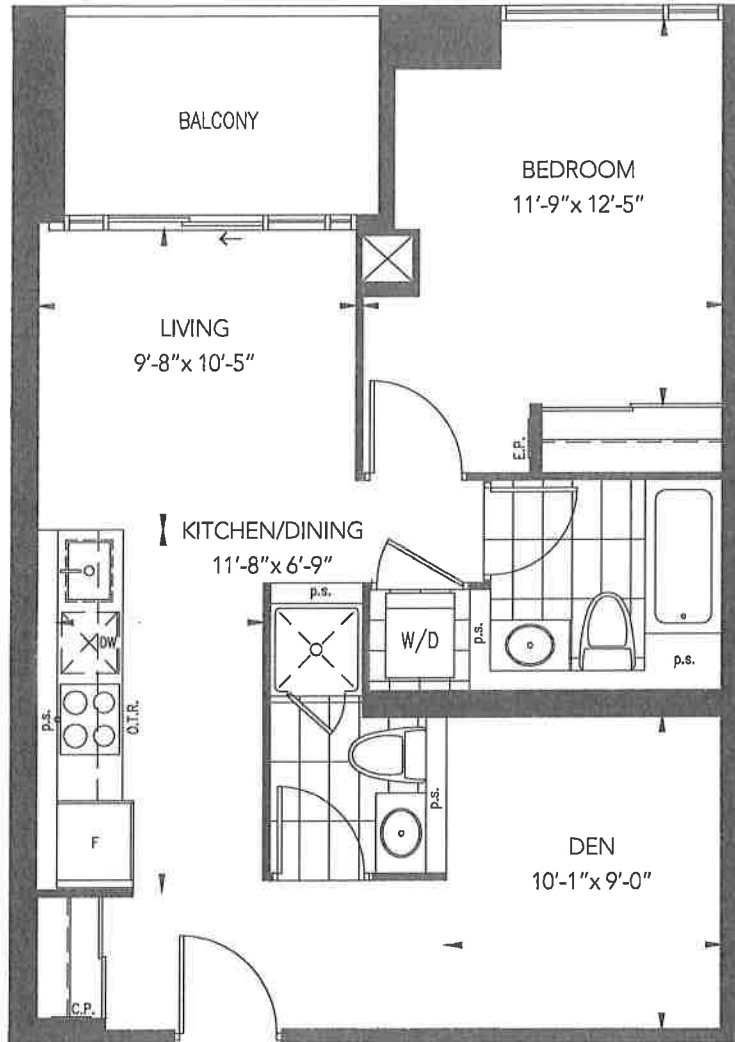 BALCONY
BEDROOM
11'-9"x 12'-5"
LIVING
9'-8"x 10'-5"
E.P.
KITCHEN/DINING
11'-8"x 6'-9"
p.s.
W/D
p.s.
p.s.
DW
p.s.
O.T.R.
p.s.
F
DEN
10'-1"x 9'-0"
C.P.